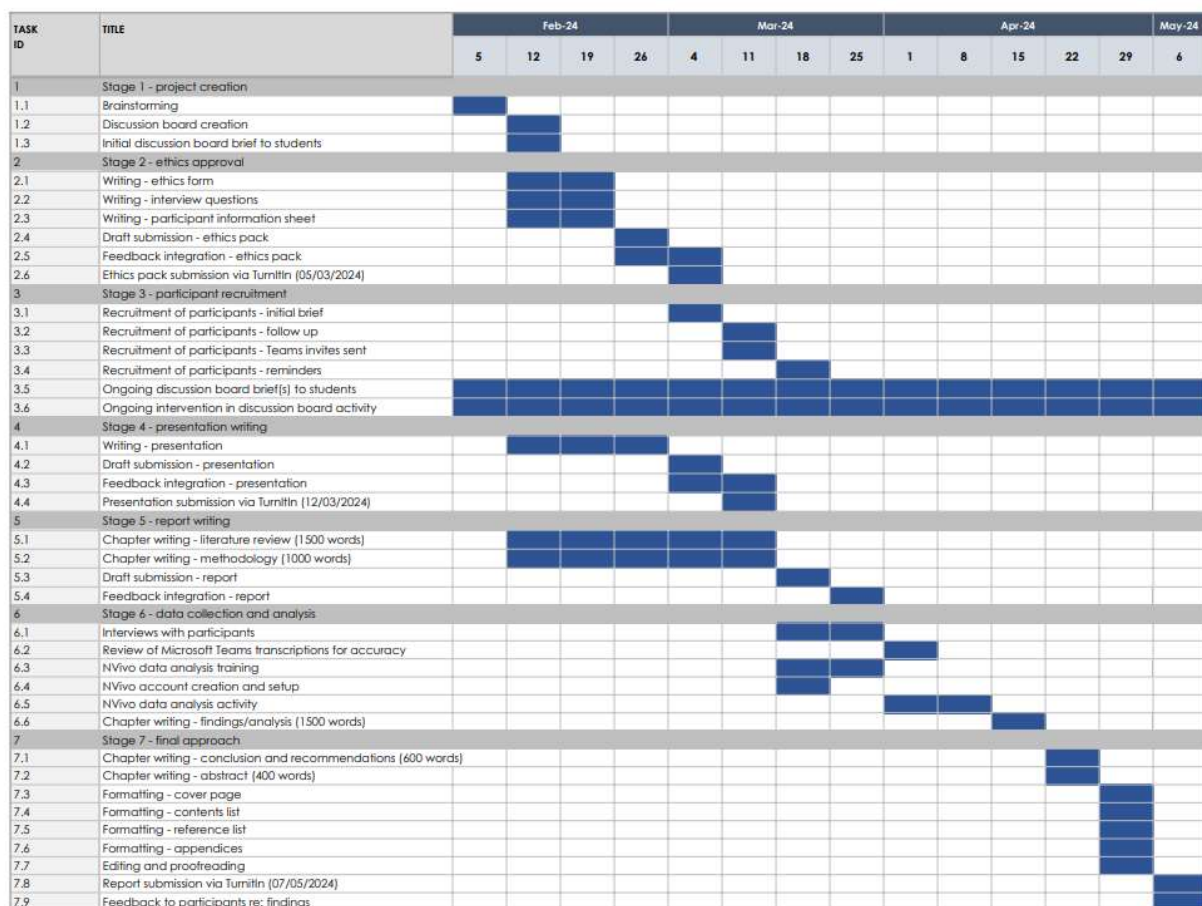 TASK ID TITLE Feb-24 Mar-24 Apr-24 May-24
5 12 19 26 4 11 18 25 1 8 15 22 29 6
1 Stage 1 - project creation
1.1 Brainstorming
1.2 Discussion board creation
1.3 Initial discussion board brief to students
2 Stage 2 - ethics approval
2.1 Writing - ethics form
2.2 Writing - interview questions
2.3 Writing - participant information sheet
2.4 Draft submission - ethics pack
2.5 Feedback integration - ethics pack
2.6 Ethics pack submission via TurnItIn (05/03/2024)
3 Stage 3 - participant recruitment
3.1 Recruitment of participants - initial brief
3.2 Recruitment of participants - follow up
3.3 Recruitment of participants - Teams invites sent
3.4 Recruitment of participants - reminders
3.5 Ongoing discussion board brief(s) to students
3.6 Ongoing intervention in discussion board activity
4 Stage 4 - presentation writing
4.1 Writing - presentation
4.2 Draft submission - presentation
4.3 Feedback integration - presentation
4.4 Presentation submission via TurnItIn (12/03/2024)
5 Stage 5 - report writing
5.1 Chapter writing - literature review (1500 words)
5.2 Chapter writing - methodology (1000 words)
5.3 Draft submission - report
5.4 Feedback integration - report
6 Stage 6 - data collection and analysis
6.1 Interviews with participants
6.2 Review of Microsoft Teams transcriptions for accuracy
6.3 NVivo data analysis training
6.4 NVivo account creation and setup
6.5 NVivo data analysis activity
6.6 Chapter writing - findings/analysis (1500 words)
7 Stage 7 - final approach
7.1 Chapter writing - conclusion and recommendations (600 words)
7.2 Chapter writing - abstract (400 words)
7.3 Formatting - cover page
7.4 Formatting - contents list
7.5 Formatting - reference list
7.6 Formatting - appendices
7.7 Editing and proofreading
7.8 Report submission via TurnItIn (07/05/2024)
7.9 Feedback to participants re: findings